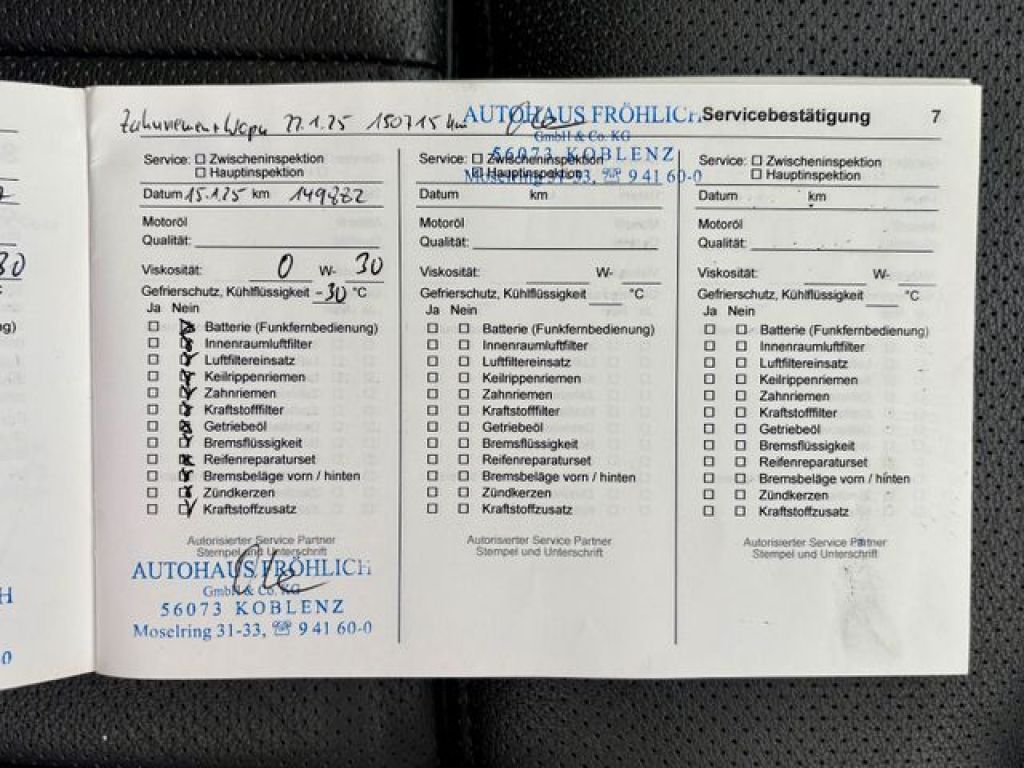 Zahnriemen + Wapu 27.1.25 150715 km
AUTOHAUS FRÖHLICH
GmbH & Co. KG
56073 KOBLENZ
Moselring 31-33, ☏ 9 41 60-0
Servicebestätigung 7
Service: ☐ Zwischeninspektion
☐ Hauptinspektion
Datum 15.1.25 km 149882
Motoröl
Qualität:
Viskosität: 0 W- 30
Gefrierschutz, Kühlflüssigkeit -30 °C
Ja Nein
Batterie (Funkfernbedienung)
Innenraumluftfilter
Luftfiltereinsatz
Keilrippenriemen
Zahnriemen
Kraftstofffilter
Getriebeöl
Bremsflüssigkeit
Reifenreparaturset
Bremsbeläge vorn / hinten
Zündkerzen
Kraftstoffzusatz
Autorisierter Service Partner
Stempel und Unterschrift
AUTOHAUS FRÖHLICH
GmbH & Co. KG
56073 KOBLENZ
Moselring 31-33, ☏ 9 41 60-0
Service: ☐ Zwischeninspektion
☐ Hauptinspektion
Datum km
Motoröl
Qualität:
Viskosität: W-
Gefrierschutz, Kühlflüssigkeit °C
Ja Nein
Batterie (Funkfernbedienung)
Innenraumluftfilter
Luftfiltereinsatz
Keilrippenriemen
Zahnriemen
Kraftstofffilter
Getriebeöl
Bremsflüssigkeit
Reifenreparaturset
Bremsbeläge vorn / hinten
Zündkerzen
Kraftstoffzusatz
Autorisierter Service Partner
Stempel und Unterschrift
Service: ☐ Zwischeninspektion
☐ Hauptinspektion
Datum km
Motoröl
Qualität:
Viskosität: W-
Gefrierschutz, Kühlflüssigkeit °C
Ja Nein
Batterie (Funkfernbedienung)
Innenraumluftfilter
Luftfiltereinsatz
Keilrippenriemen
Zahnriemen
Kraftstofffilter
Getriebeöl
Bremsflüssigkeit
Reifenreparaturset
Bremsbeläge vorn / hinten
Zündkerzen
Kraftstoffzusatz
Autorisierter Service Partner
Stempel und Unterschrift